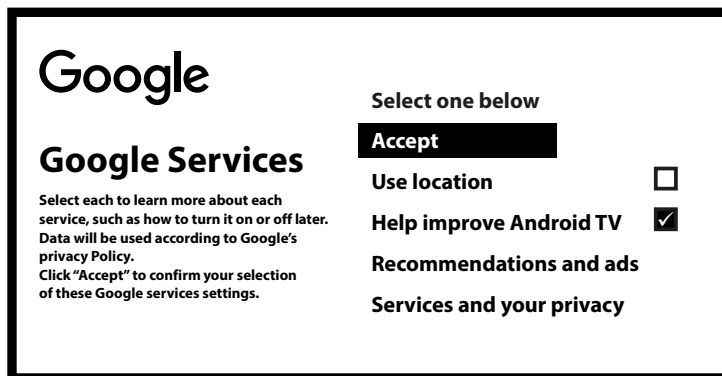 Google
Google Services
Select each to learn more about each
service, such as how to turn it on or off later.
Data will be used according to Google's
privacy Policy.
Click “Accept” to confirm your selection
of these Google services settings.
Select one below
Accept
Use location
Help improve Android TV
Recommendations and ads
Services and your privacy